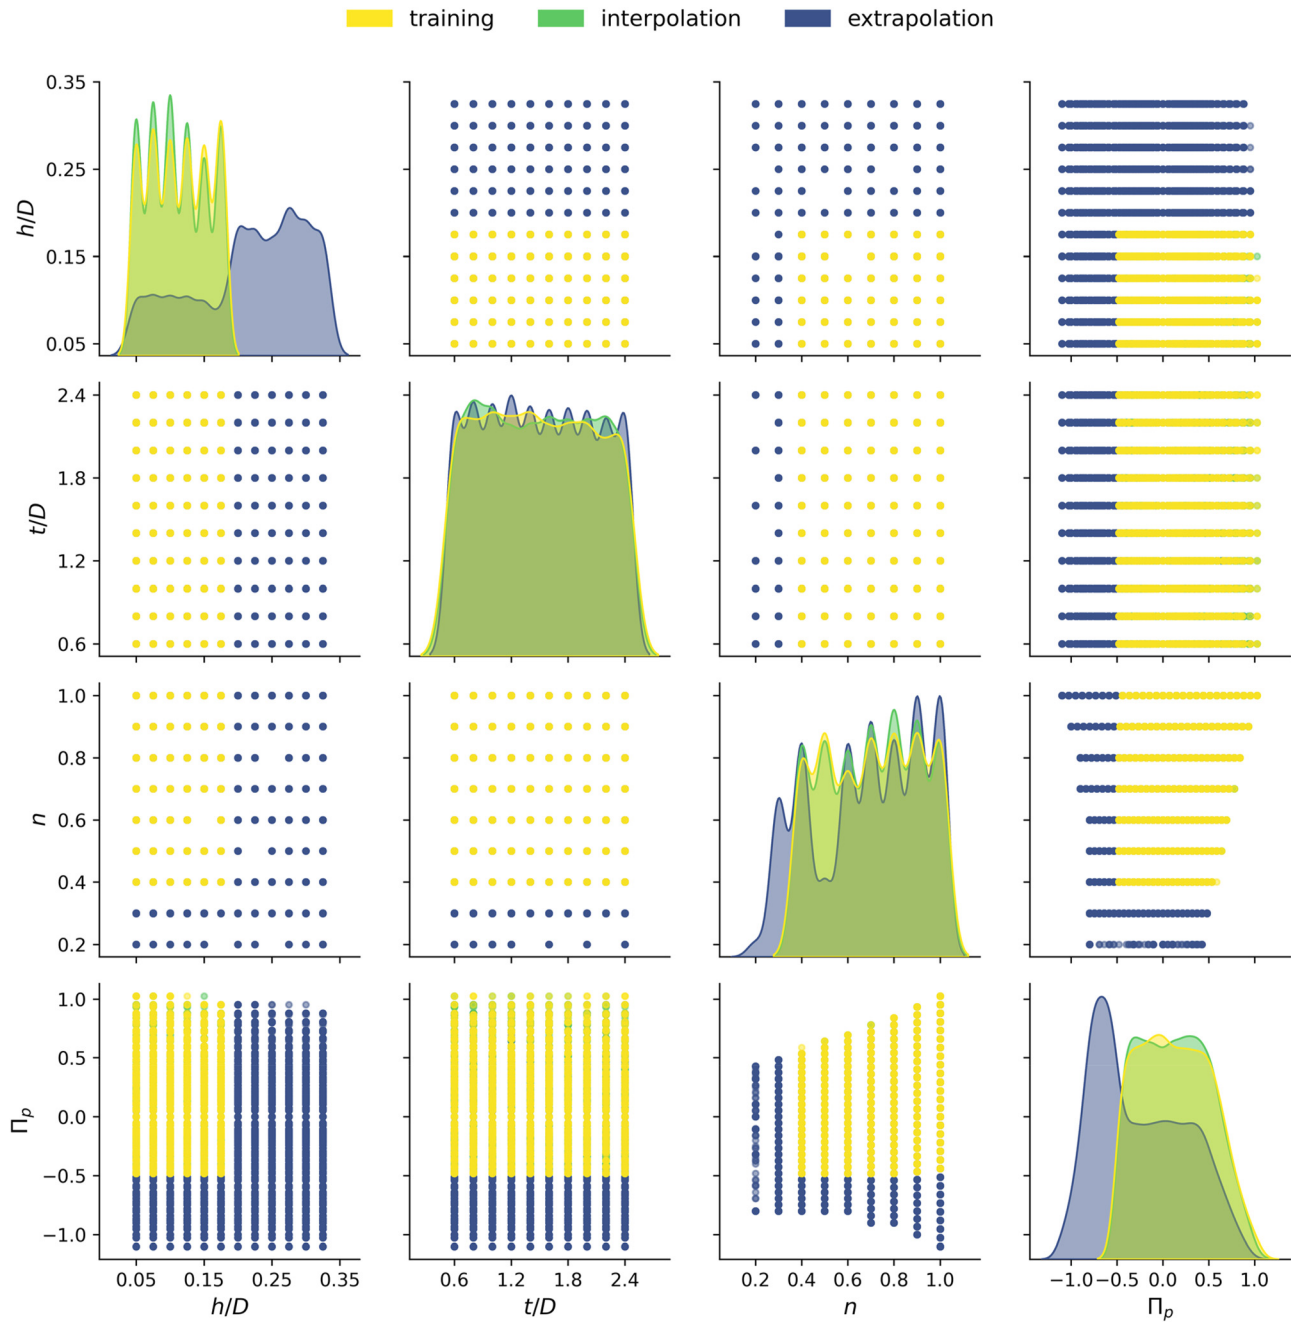 training interpolation extrapolation
0.35
0.25
0.15
0.05
h/D
2.4
1.8
1.2
0.6
t/D
1.0
0.8
0.6
0.4
0.2
n
1.0
0.5
0.0
−0.5
−1.0
Πp
0.05 0.15 0.25 0.35 0.6 1.2 1.8 2.4 0.2 0.4 0.6 0.8 1.0 −1.0 −0.5 0.0 0.5 1.0
h/D t/D n Πp